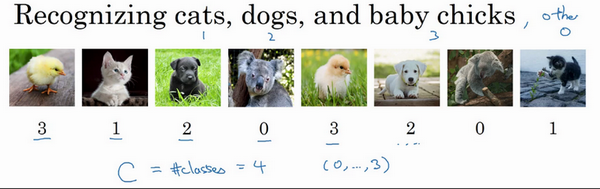 Recognizing cats, dogs, and baby chicks, other
1 2 3 0
3 1 2 0 3 2 0 1
C = #classes = 4 (0, ..., 3)